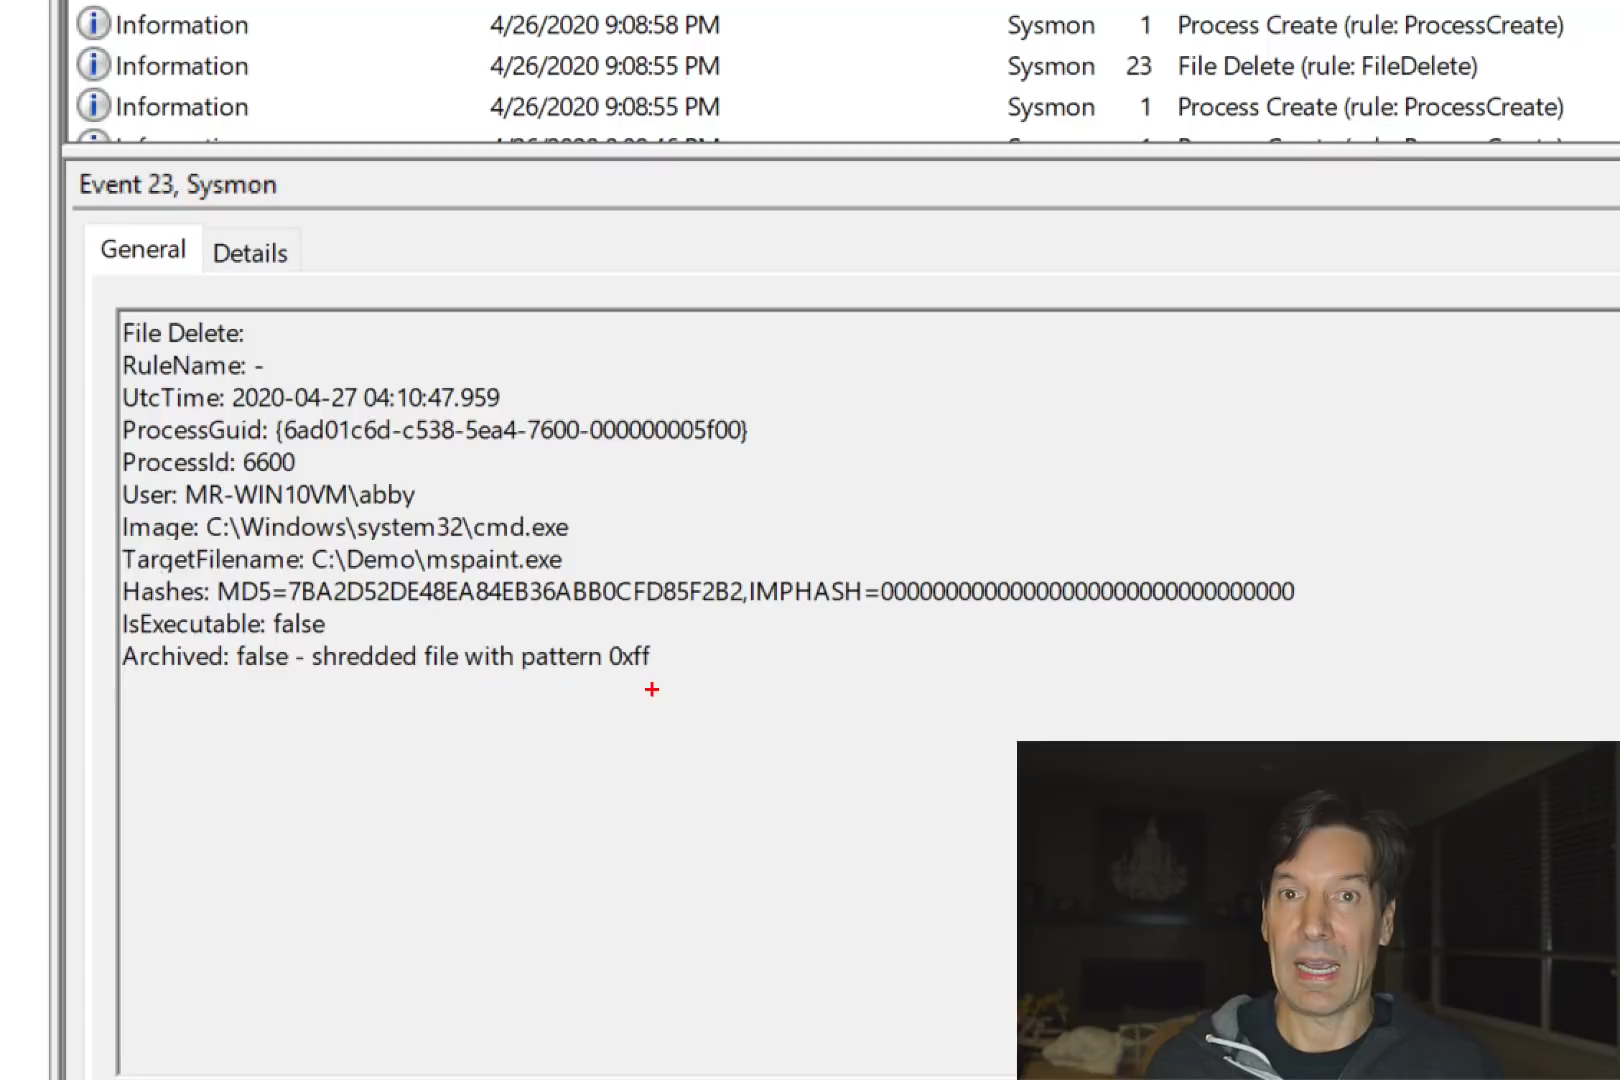 Information 4/26/2020 9:08:58 PM Sysmon 1 Process Create (rule: ProcessCreate)
Information 4/26/2020 9:08:55 PM Sysmon 23 File Delete (rule: FileDelete)
Information 4/26/2020 9:08:55 PM Sysmon 1 Process Create (rule: ProcessCreate)
Event 23, Sysmon
General Details
File Delete:
RuleName: -
UtcTime: 2020-04-27 04:10:47.959
ProcessGuid: {6ad01c6d-c538-5ea4-7600-000000005f00}
ProcessId: 6600
User: MR-WIN10VM\abby
Image: C:\Windows\system32\cmd.exe
TargetFilename: C:\Demo\mspaint.exe
Hashes: MD5=7BA2D52DE48EA84EB36ABB0CFD85F2B2,IMPHASH=00000000000000000000000000000000
IsExecutable: false
Archived: false - shredded file with pattern 0xff